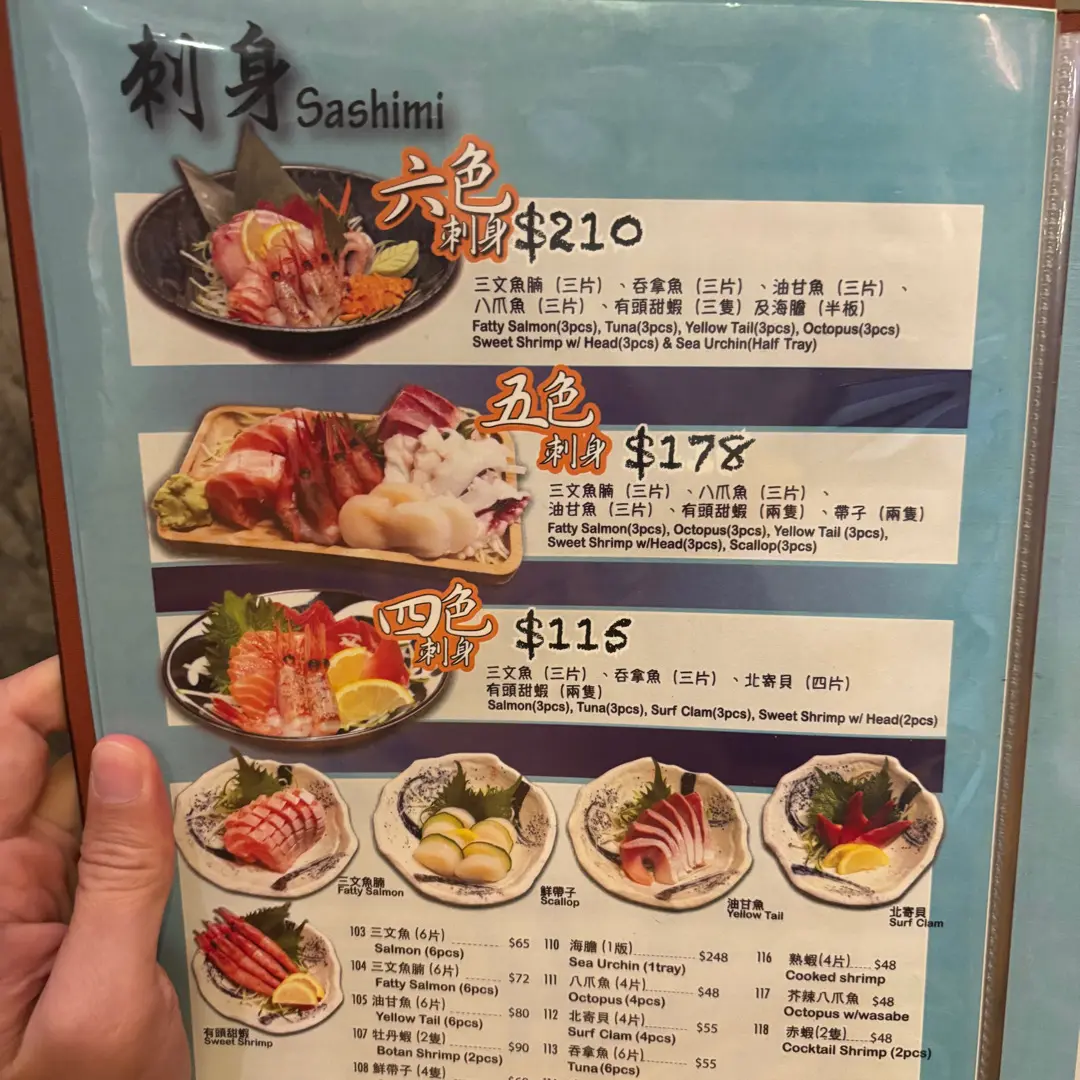 刺身 Sashimi
六色
刺身 $210
三文魚腩（三片）、吞拿魚（三片）、油甘魚（三片）、
八爪魚（三片）、有頭甜蝦（三隻）及海膽（半板）
Fatty Salmon(3pcs), Tuna(3pcs), Yellow Tail(3pcs), Octopus(3pcs)
Sweet Shrimp w/ Head(3pcs) & Sea Urchin(Half Tray)
五色
刺身 $178
三文魚腩（三片）、八爪魚（三片）、
油甘魚（三片）、有頭甜蝦（兩隻）、帶子（兩隻）
Fatty Salmon(3pcs), Octopus(3pcs), Yellow Tail (3pcs),
Sweet Shrimp w/Head(3pcs), Scallop(3pcs)
四色
刺身 $115
三文魚（三片）、吞拿魚（三片）、北寄貝（四片）
有頭甜蝦（兩隻）
Salmon(3pcs), Tuna(3pcs), Surf Clam(3pcs), Sweet Shrimp w/ Head(2pcs)
三文魚腩
Fatty Salmon
鮮帶子
Scallop
油甘魚
Yellow Tail
北寄貝
Surf Clam
有頭甜蝦
Sweet Shrimp
103 三文魚 (6片) $65
Salmon (6pcs)
104 三文魚腩 (6片) $72
Fatty Salmon (6pcs)
105 油甘魚 (6片) $80
Yellow Tail (6pcs)
107 牡丹蝦 (2隻) $90
Botan Shrimp (2pcs)
108 鮮帶子 (4隻)
110 海膽 (1版) $248
Sea Urchin (1tray)
111 八爪魚 (4片) $48
Octopus (4pcs)
112 北寄貝 (4片) $55
Surf Clam (4pcs)
113 吞拿魚 (6片) $55
Tuna (6pcs)
116 熟蝦(4片) $48
Cooked shrimp
117 芥辣八爪魚 $48
Octopus w/wasabe
118 赤蝦(2隻) $48
Cocktail Shrimp (2pcs)